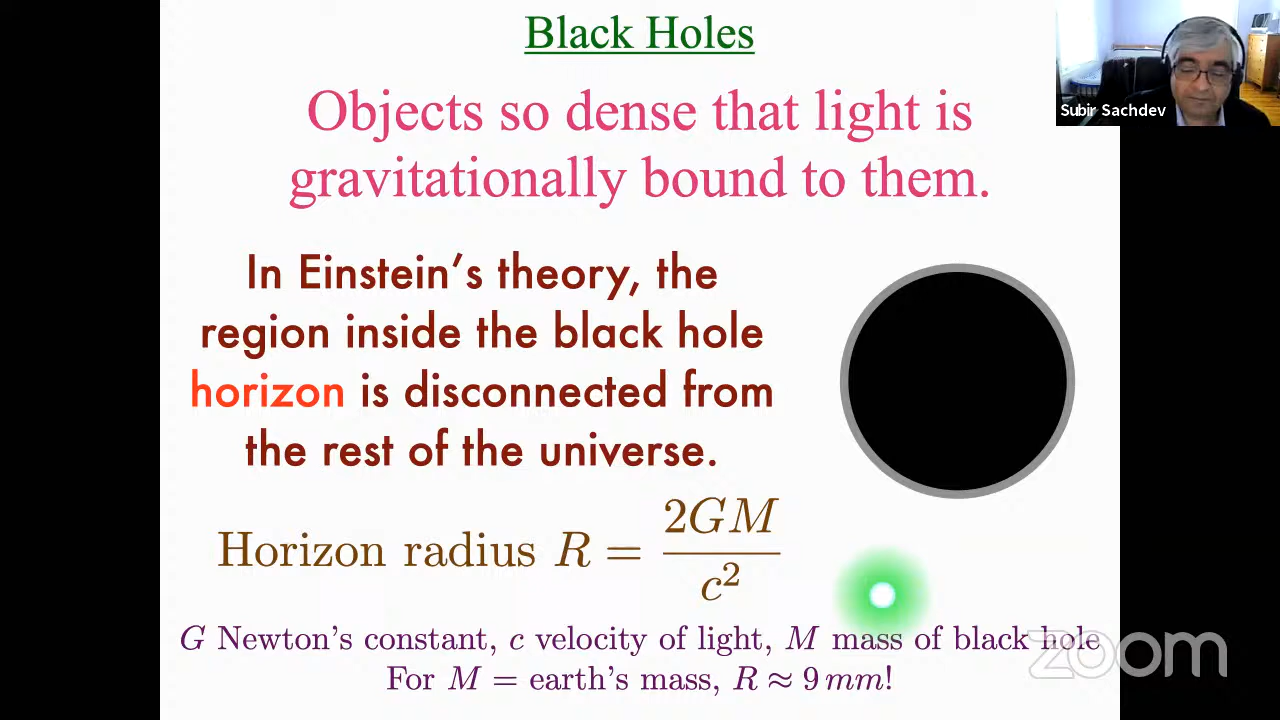 Black Holes
Objects so dense that light is
gravitationally bound to them.
Subir Sachdev
In Einstein's theory, the
region inside the black hole
horizon is disconnected from
the rest of the universe.
Horizon radius R = 2GM / c²
G Newton's constant, c velocity of light, M mass of black hole
For M = earth's mass, R ≈ 9 mm!
zoom